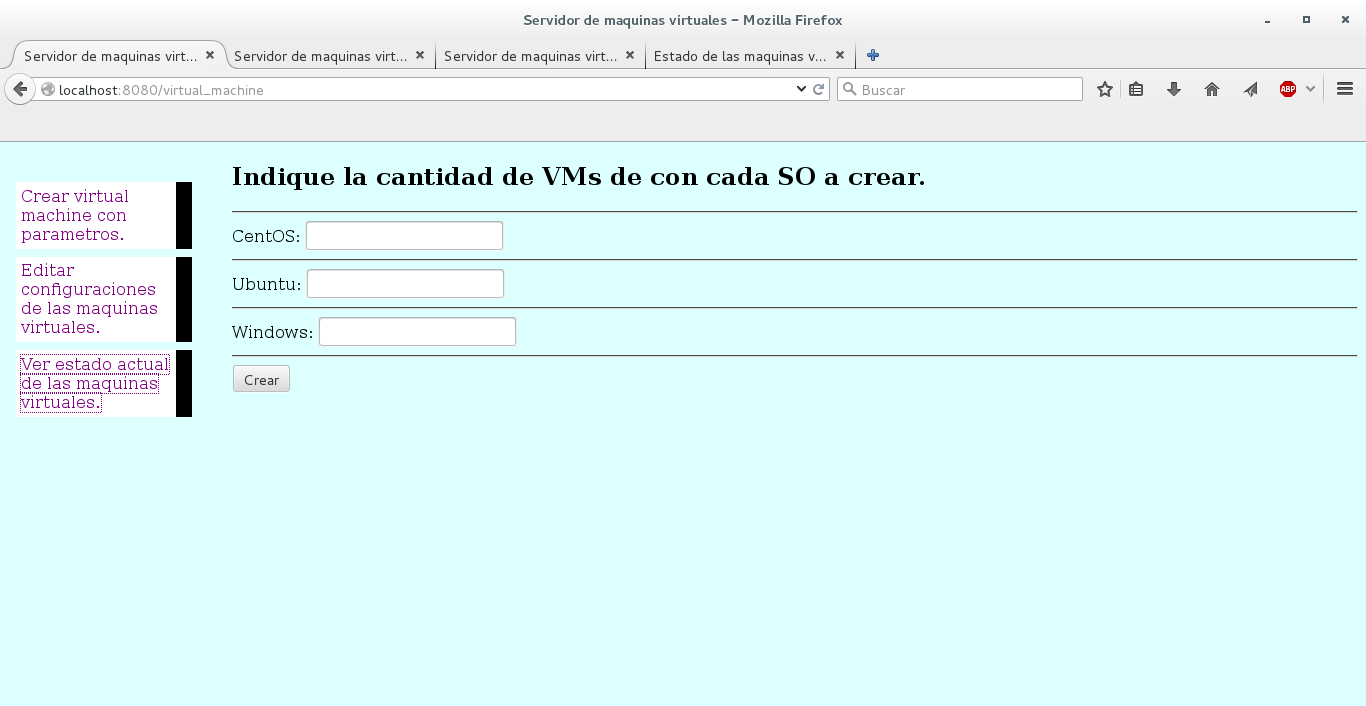 Servidor de maquinas virtuales – Mozilla Firefox
Servidor de maquinas virt... Servidor de maquinas virt... Servidor de maquinas virt... Estado de las maquinas v...
localhost:8080/virtual_machine Buscar ABP
Crear virtual
machine con
parametros.
Editar
configuraciones
de las maquinas
virtuales.
Ver estado actual
de las maquinas
virtuales.
Indique la cantidad de VMs de con cada SO a crear.
CentOS:
Ubuntu:
Windows:
Crear